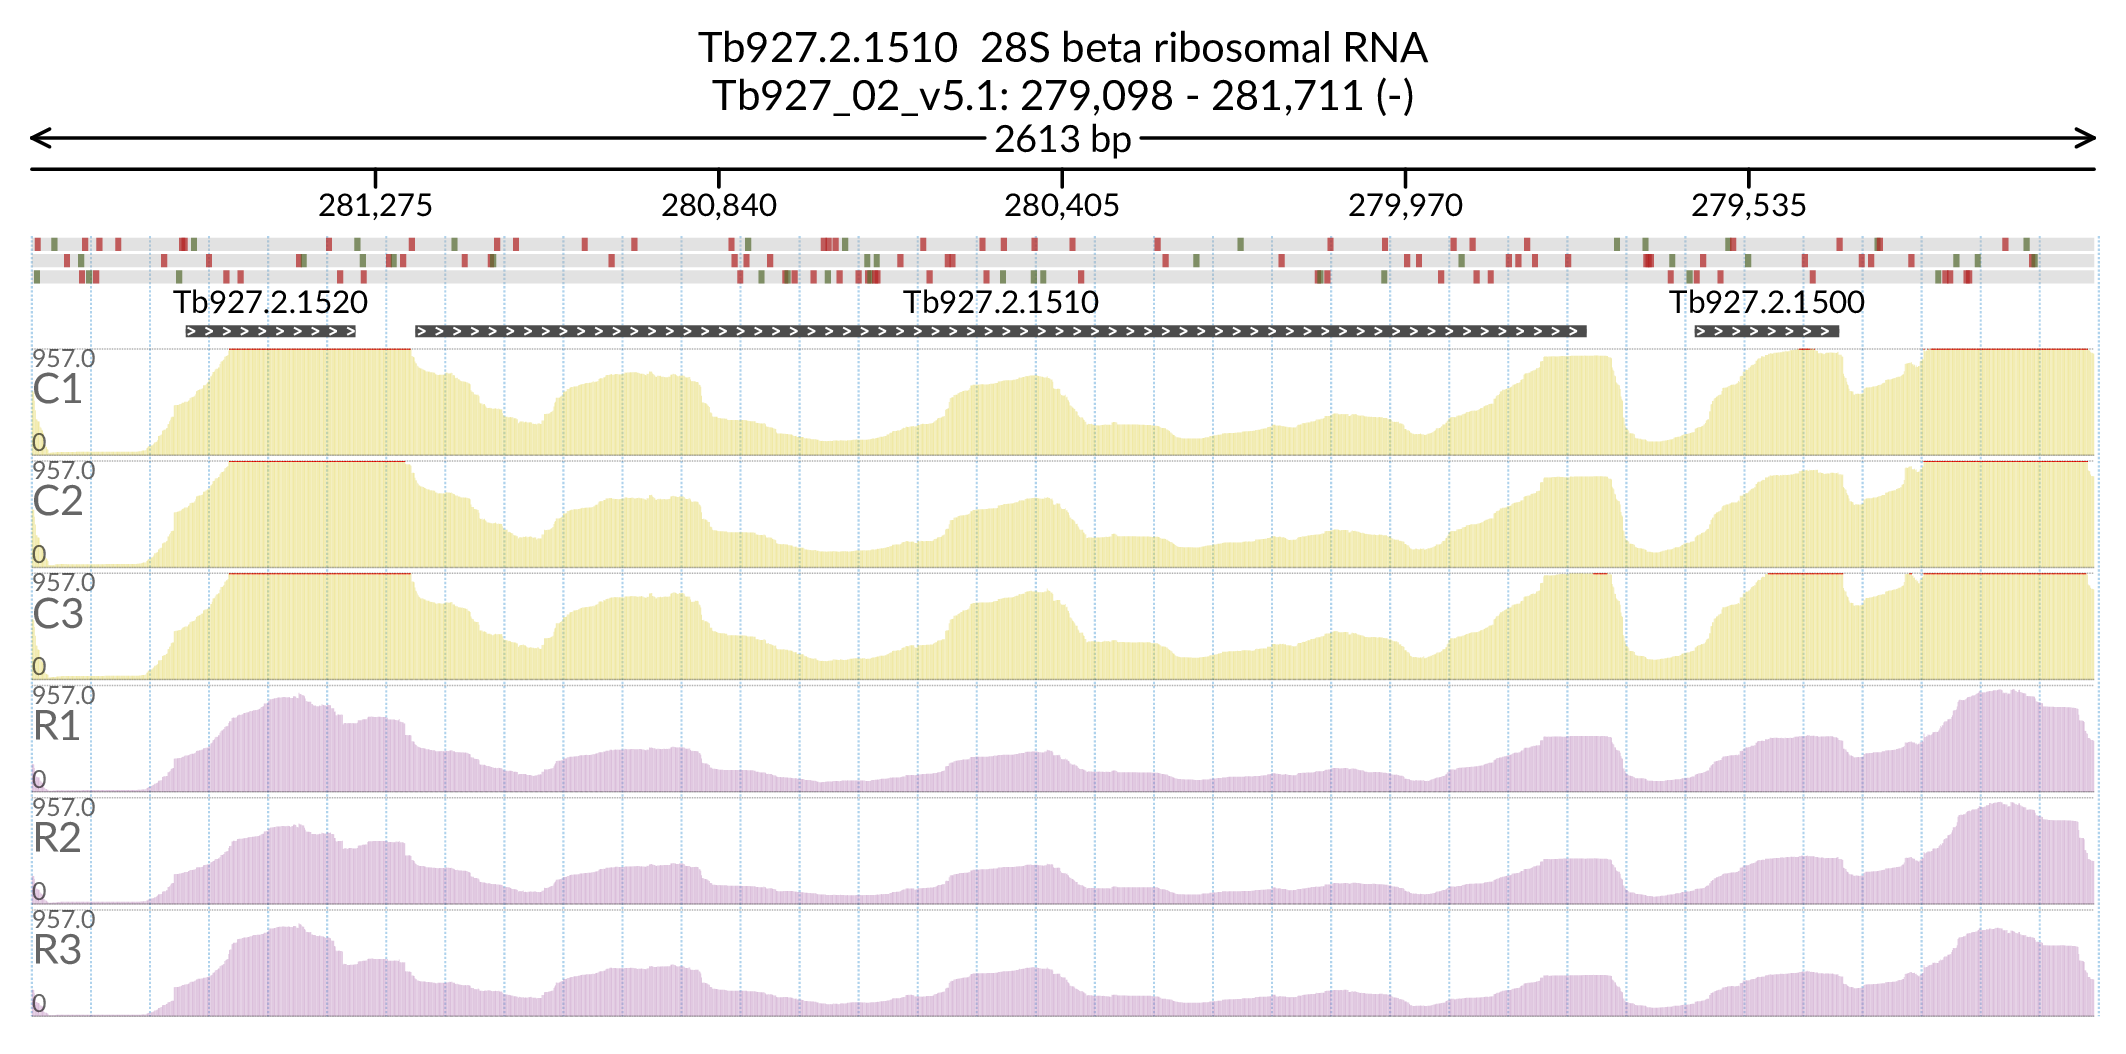 Tb927.2.1510 28S beta ribosomal RNA
Tb927_02_v5.1: 279,098 - 281,711 (-)
2613 bp
281,275 280,840 280,405 279,970 279,535
Tb927.2.1520 Tb927.2.1510 Tb927.2.1500
957.0
C1
0
957.0
C2
0
957.0
C3
0
957.0
R1
0
957.0
R2
0
957.0
R3
0